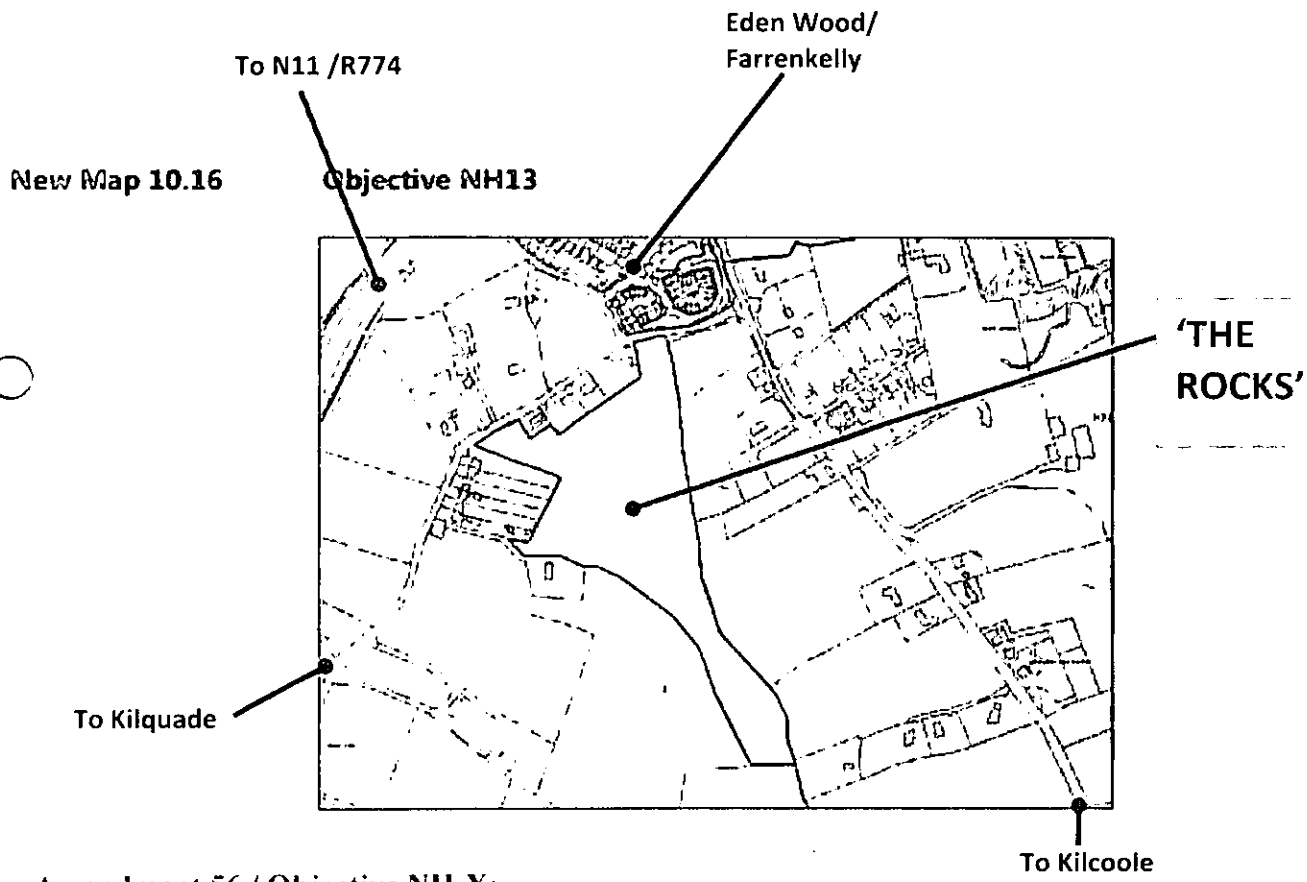 Eden Wood/
Farrenkelly
To N11 /R774
New Map 10.16 Objective NH13
'THE
ROCKS'
To Kilquade
To Kilcoole